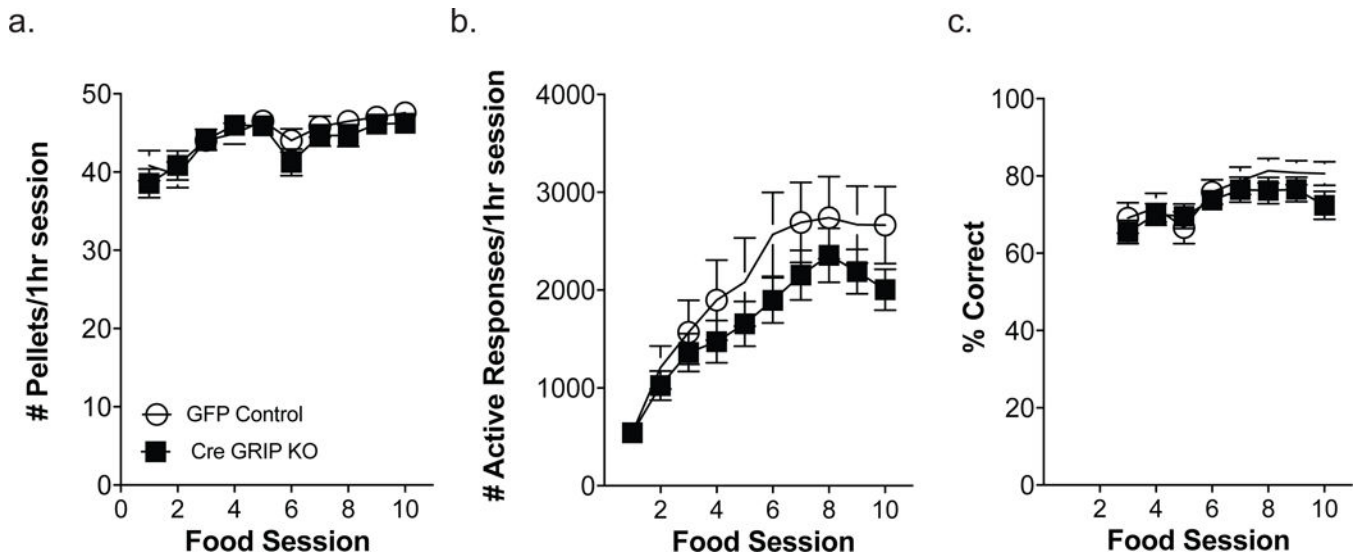 a.
b.
c.
# Pellets/1hr session
50
40
30
20
10
0
GFP Control
Cre GRIP KO
0 2 4 6 8 10
Food Session
# Active Responses/1hr session
4000
3000
2000
1000
0
2 4 6 8 10
Food Session
% Correct
100
80
60
40
20
0
2 4 6 8 10
Food Session